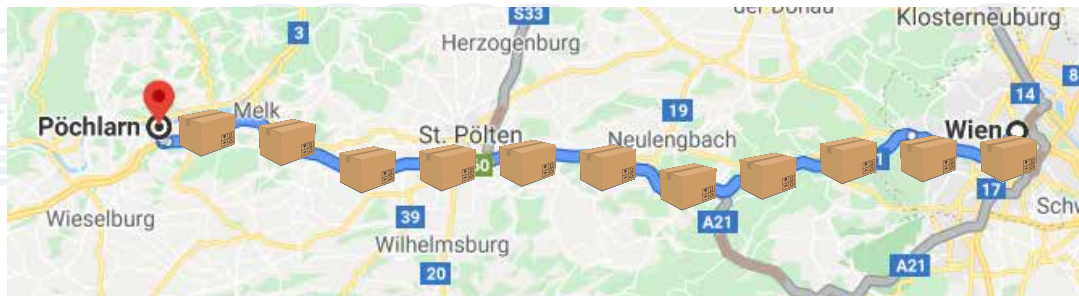 der Donau
S33
Klosterneuburg
3
Herzogenburg
8
14
Melk
19
Pöchlarn
St. Pölten
Neulengbach
Wien
17
Wieselburg
39
A21
Wilhelmsburg
20
A21